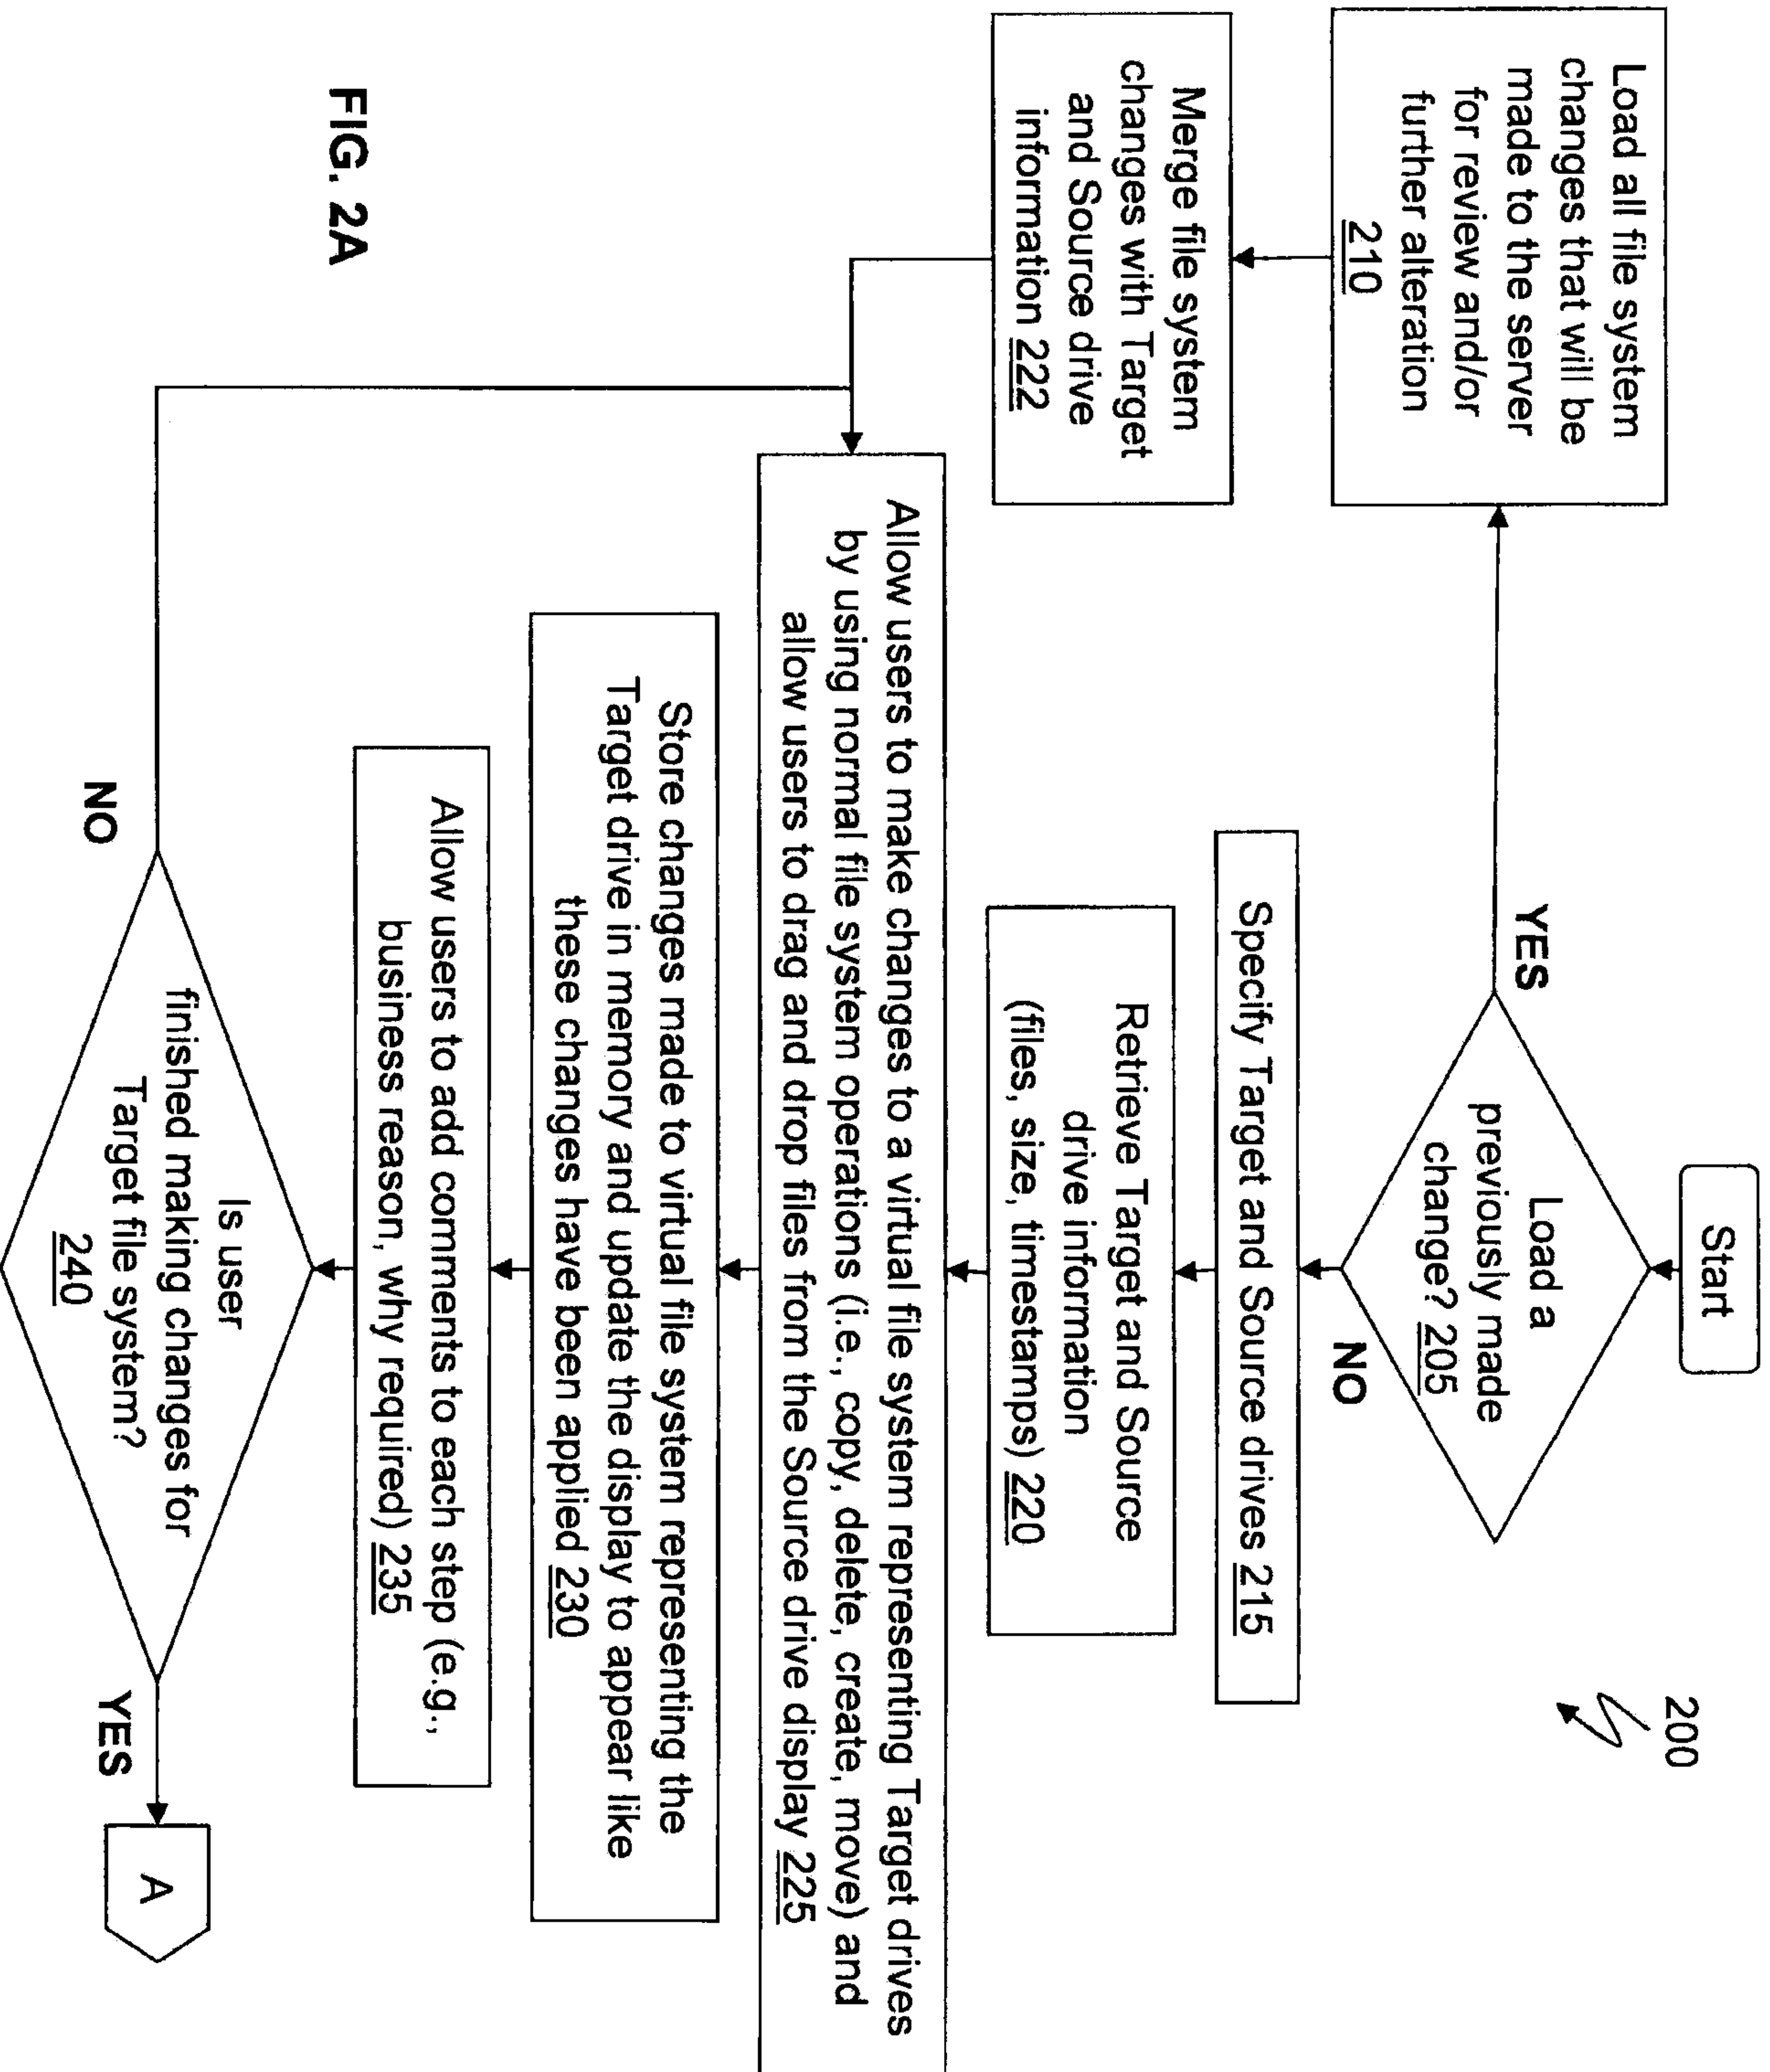 200
Start
Load a
previously made
change? 205
YES
NO
Load all file system
changes that will be
made to the server
for review and/or
further alteration
210
Specify Target and Source drives 215
Merge file system
changes with Target
and Source drive
information 222
Retrieve Target and Source
drive information
(files, size, timestamps) 220
Allow users to make changes to a virtual file system representing Target drives
by using normal file system operations (i.e., copy, delete, create, move) and
allow users to drag and drop files from the Source drive display 225
Store changes made to virtual file system representing the
Target drive in memory and update the display to appear like
these changes have been applied 230
Allow users to add comments to each step (e.g.,
business reason, why required) 235
Is user
finished making changes for
Target file system?
240
NO
YES
A
FIG. 2A